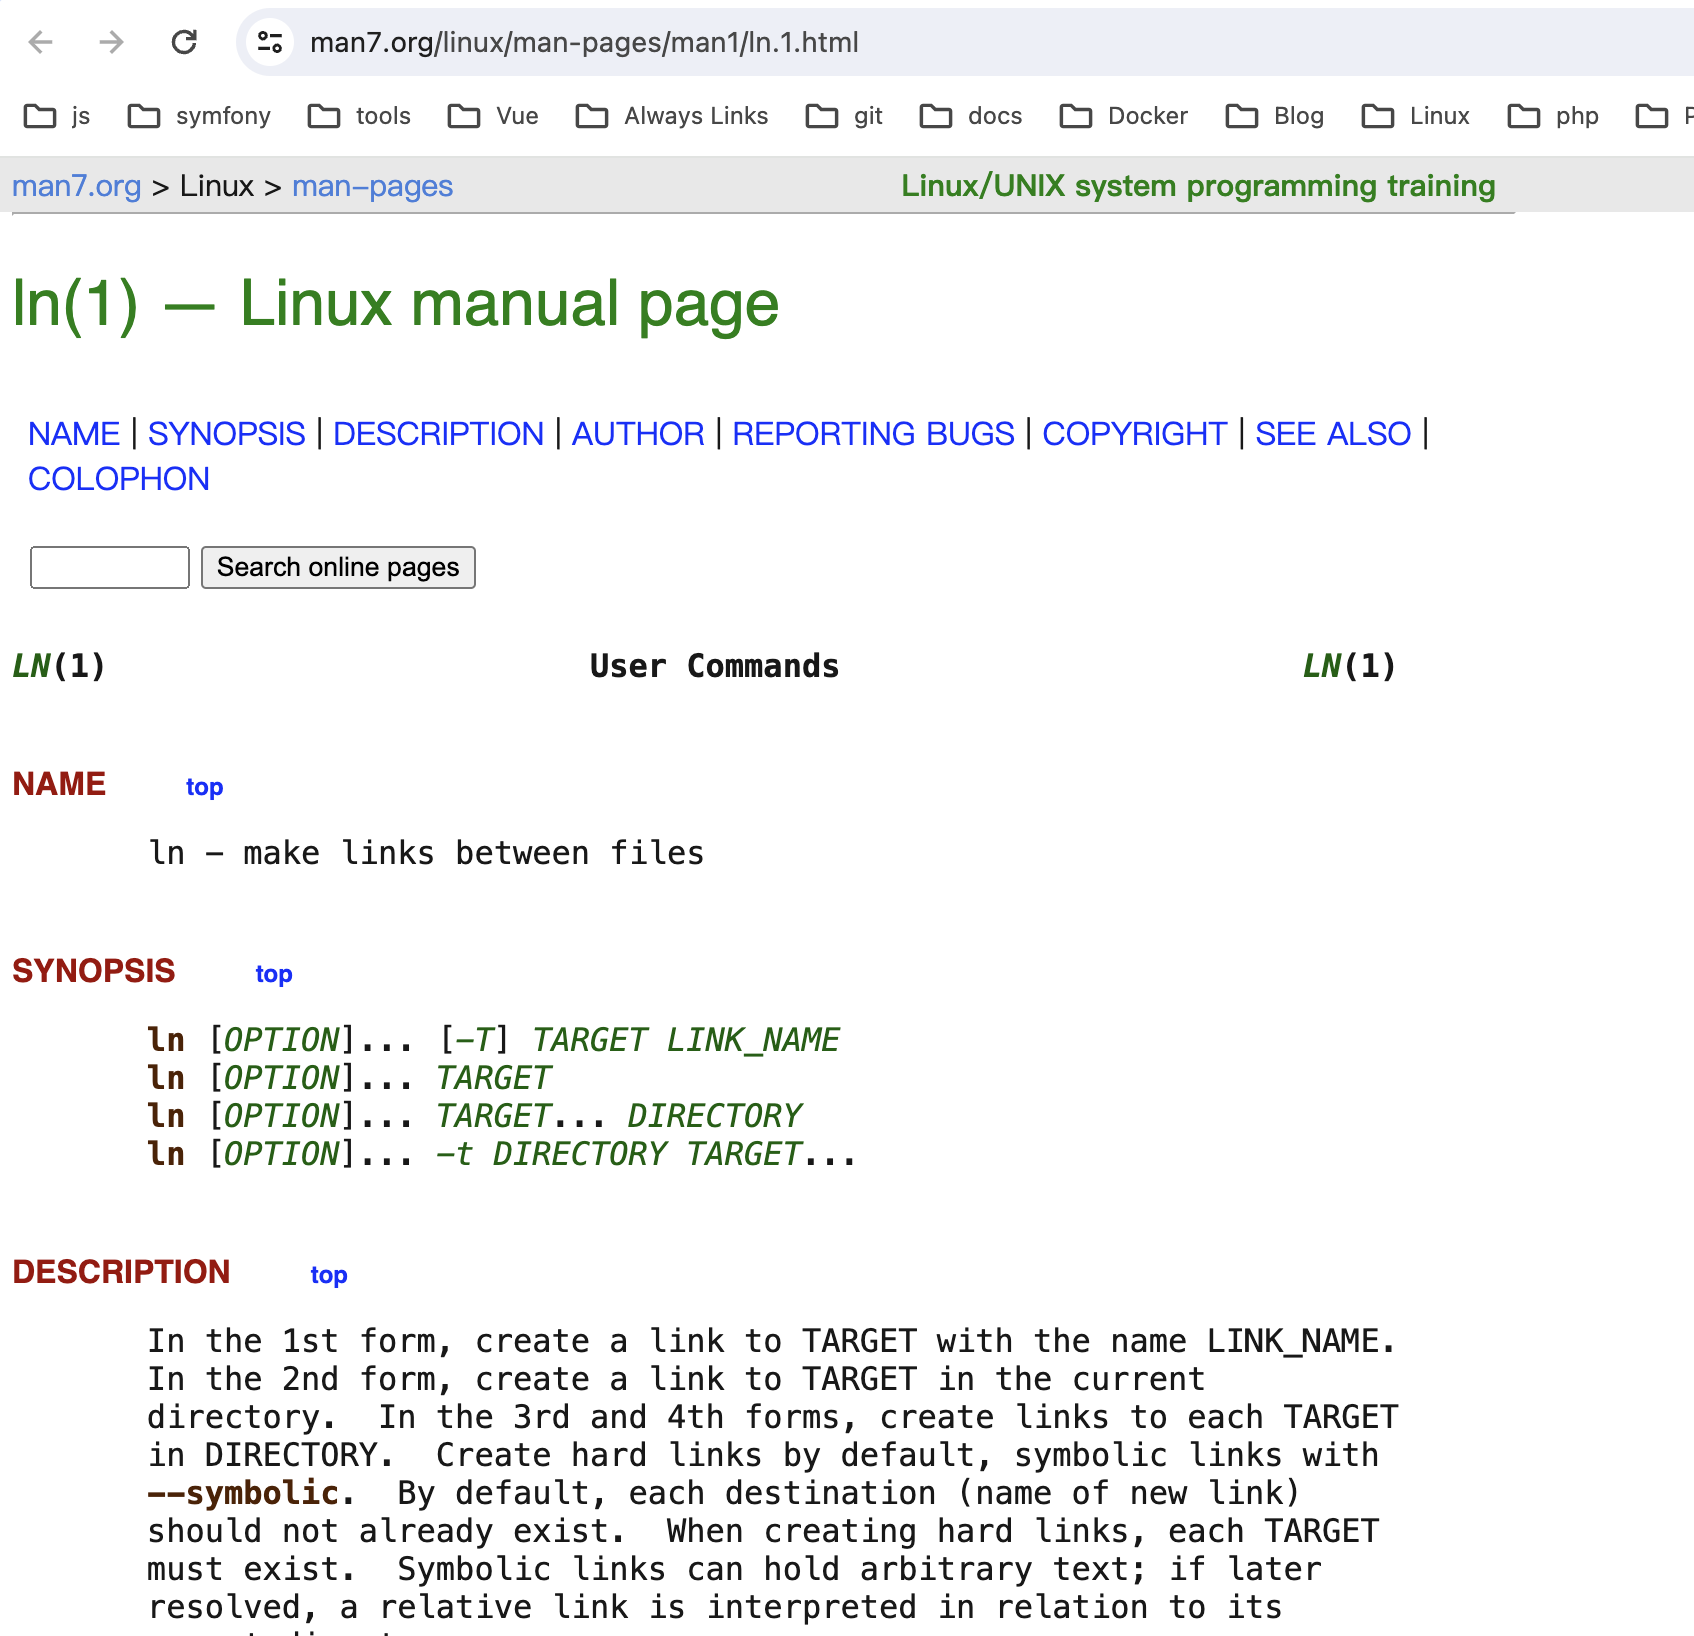 man7.org/linux/man-pages/man1/ln.1.html
js symfony tools Vue Always Links git docs Docker Blog Linux php
man7.org > Linux > man-pages Linux/UNIX system programming training
ln(1) — Linux manual page
NAME | SYNOPSIS | DESCRIPTION | AUTHOR | REPORTING BUGS | COPYRIGHT | SEE ALSO |
COLOPHON
Search online pages
LN(1) User Commands LN(1)
NAME top
ln - make links between files
SYNOPSIS top
ln [OPTION]... [-T] TARGET LINK_NAME
ln [OPTION]... TARGET
ln [OPTION]... TARGET... DIRECTORY
ln [OPTION]... -t DIRECTORY TARGET...
DESCRIPTION top
In the 1st form, create a link to TARGET with the name LINK_NAME.
In the 2nd form, create a link to TARGET in the current
directory.  In the 3rd and 4th forms, create links to each TARGET
in DIRECTORY.  Create hard links by default, symbolic links with
--symbolic.  By default, each destination (name of new link)
should not already exist.  When creating hard links, each TARGET
must exist.  Symbolic links can hold arbitrary text; if later
resolved, a relative link is interpreted in relation to its